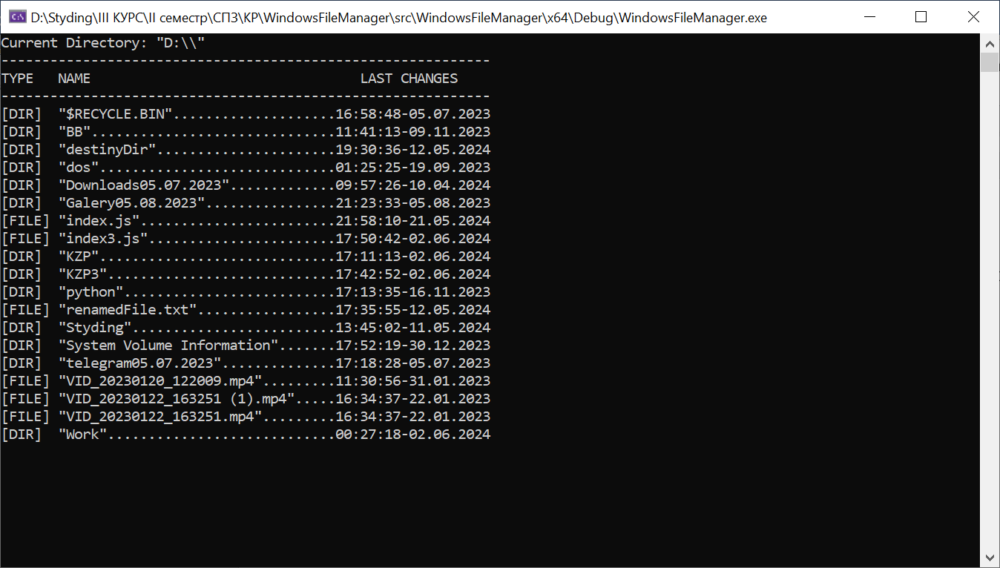 D:\Styding\III КУРС\II семестр\СПЗ\КР\WindowsFileManager\src\WindowsFileManager\x64\Debug\WindowsFileManager.exe
Current Directory: "D:\\"
------------------------------------------------------------
TYPE   NAME                                 LAST CHANGES
------------------------------------------------------------
[DIR]  "$RECYCLE.BIN"....................16:58:48-05.07.2023
[DIR]  "BB"..............................11:41:13-09.11.2023
[DIR]  "destinyDir"......................19:30:36-12.05.2024
[DIR]  "dos".............................01:25:25-19.09.2023
[DIR]  "Downloads05.07.2023".............09:57:26-10.04.2024
[DIR]  "Galery05.08.2023"................21:23:33-05.08.2023
[FILE] "index.js"........................21:58:10-21.05.2024
[FILE] "index3.js".......................17:50:42-02.06.2024
[DIR]  "KZP".............................17:11:13-02.06.2024
[DIR]  "KZP3"............................17:42:52-02.06.2024
[DIR]  "python"..........................17:13:35-16.11.2023
[FILE] "renamedFile.txt".................17:35:55-12.05.2024
[DIR]  "Styding".........................13:45:02-11.05.2024
[DIR]  "System Volume Information".......17:52:19-30.12.2023
[DIR]  "telegram05.07.2023"..............17:18:28-05.07.2023
[FILE] "VID_20230120_122009.mp4".........11:30:56-31.01.2023
[FILE] "VID_20230122_163251 (1).mp4".....16:34:37-22.01.2023
[FILE] "VID_20230122_163251.mp4".........16:34:37-22.01.2023
[DIR]  "Work"............................00:27:18-02.06.2024